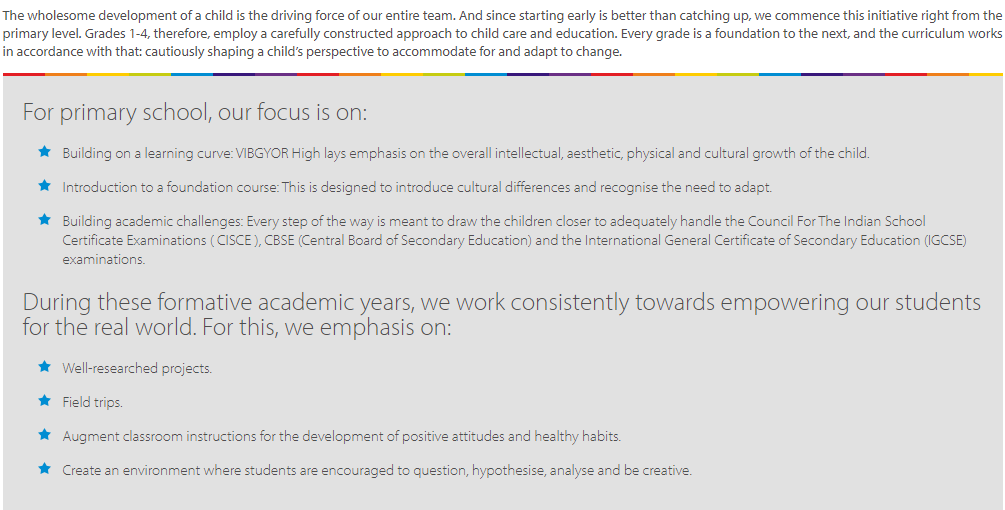 The wholesome development of a child is the driving force of our entire team. And since starting early is better than catching up, we commence this initiative right from the
primary level. Grades 1-4, therefore, employ a carefully constructed approach to child care and education. Every grade is a foundation to the next, and the curriculum works
in accordance with that: cautiously shaping a child's perspective to accommodate for and adapt to change.
For primary school, our focus is on:
Building on a learning curve: VIBGYOR High lays emphasis on the overall intellectual, aesthetic, physical and cultural growth of the child.
Introduction to a foundation course: This is designed to introduce cultural differences and recognise the need to adapt.
Building academic challenges: Every step of the way is meant to draw the children closer to adequately handle the Council For The Indian School
Certificate Examinations ( CISCE ), CBSE (Central Board of Secondary Education) and the International General Certificate of Secondary Education (IGCSE)
examinations.
During these formative academic years, we work consistently towards empowering our students
for the real world. For this, we emphasis on:
Well-researched projects.
Field trips.
Augment classroom instructions for the development of positive attitudes and healthy habits.
Create an environment where students are encouraged to question, hypothesise, analyse and be creative.